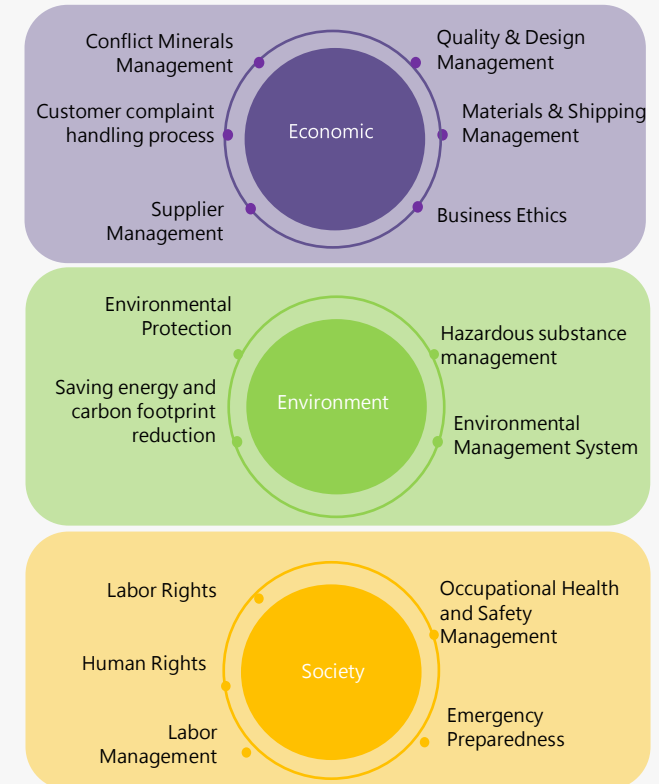 Conflict Minerals
Management
Customer complaint
handling process
Supplier
Management
Economic
Quality & Design
Management
Materials & Shipping
Management
Business Ethics
Environmental
Protection
Saving energy and
carbon footprint
reduction
Environment
Hazardous substance
management
Environmental
Management System
Labor Rights
Human Rights
Labor
Management
Society
Occupational Health
and Safety
Management
Emergency
Preparedness